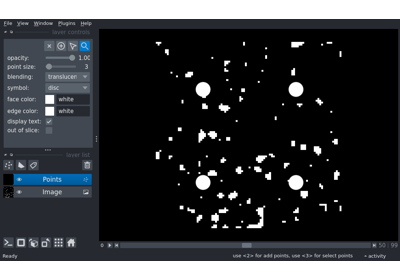 File View Window Plugins Help
layer controls
opacity: 1.00
point size: 3
blending: translucen
symbol: disc
face color: white
edge color: white
display text:
out of slice:
layer list
Points
Image
50 99
Ready
use <2> for add points, use <3> for select points
activity